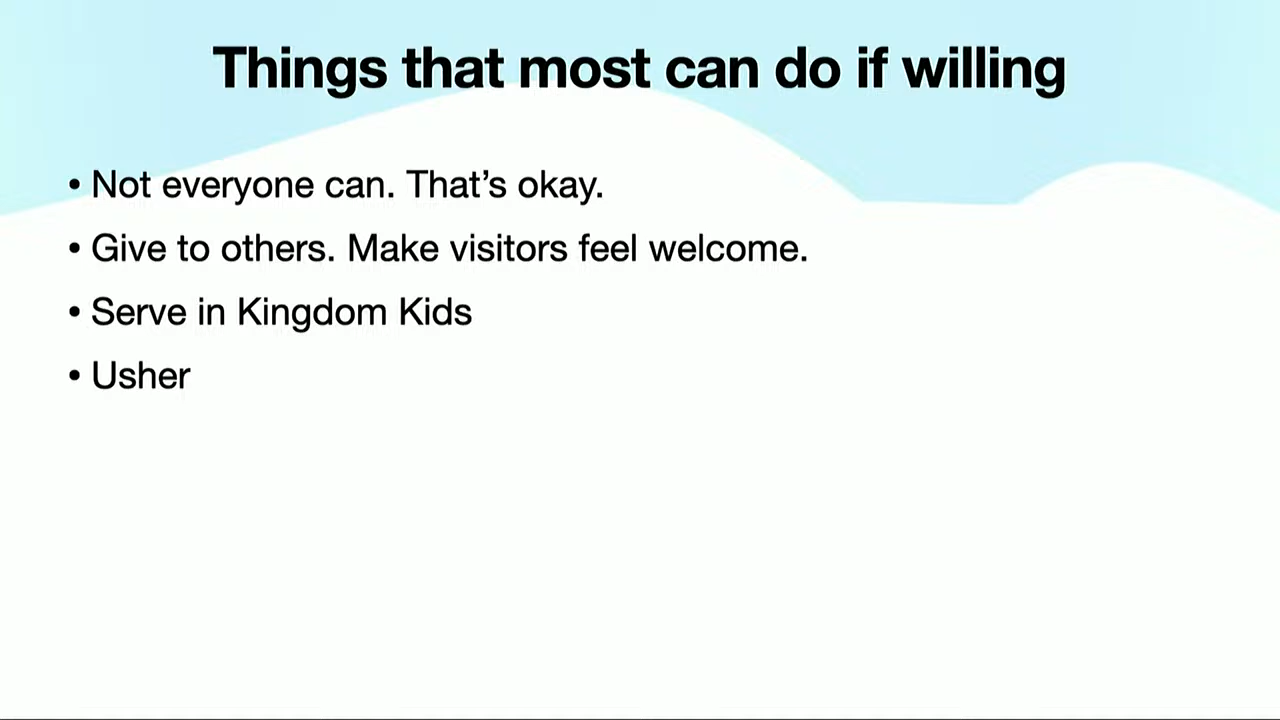 Things that most can do if willing
• Not everyone can. That’s okay.
• Give to others. Make visitors feel welcome.
• Serve in Kingdom Kids
• Usher